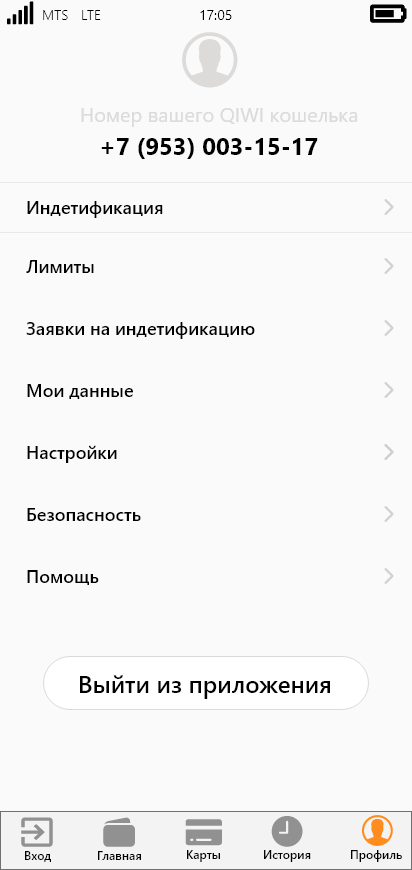 MTS LTE 17:05
Номер вашего QIWI кошелька
+7 (953) 003-15-17
Индетификация
Лимиты
Заявки на индетификацию
Мои данные
Настройки
Безопасность
Помощь
Выйти из приложения
Вход Главная Карты История Профиль